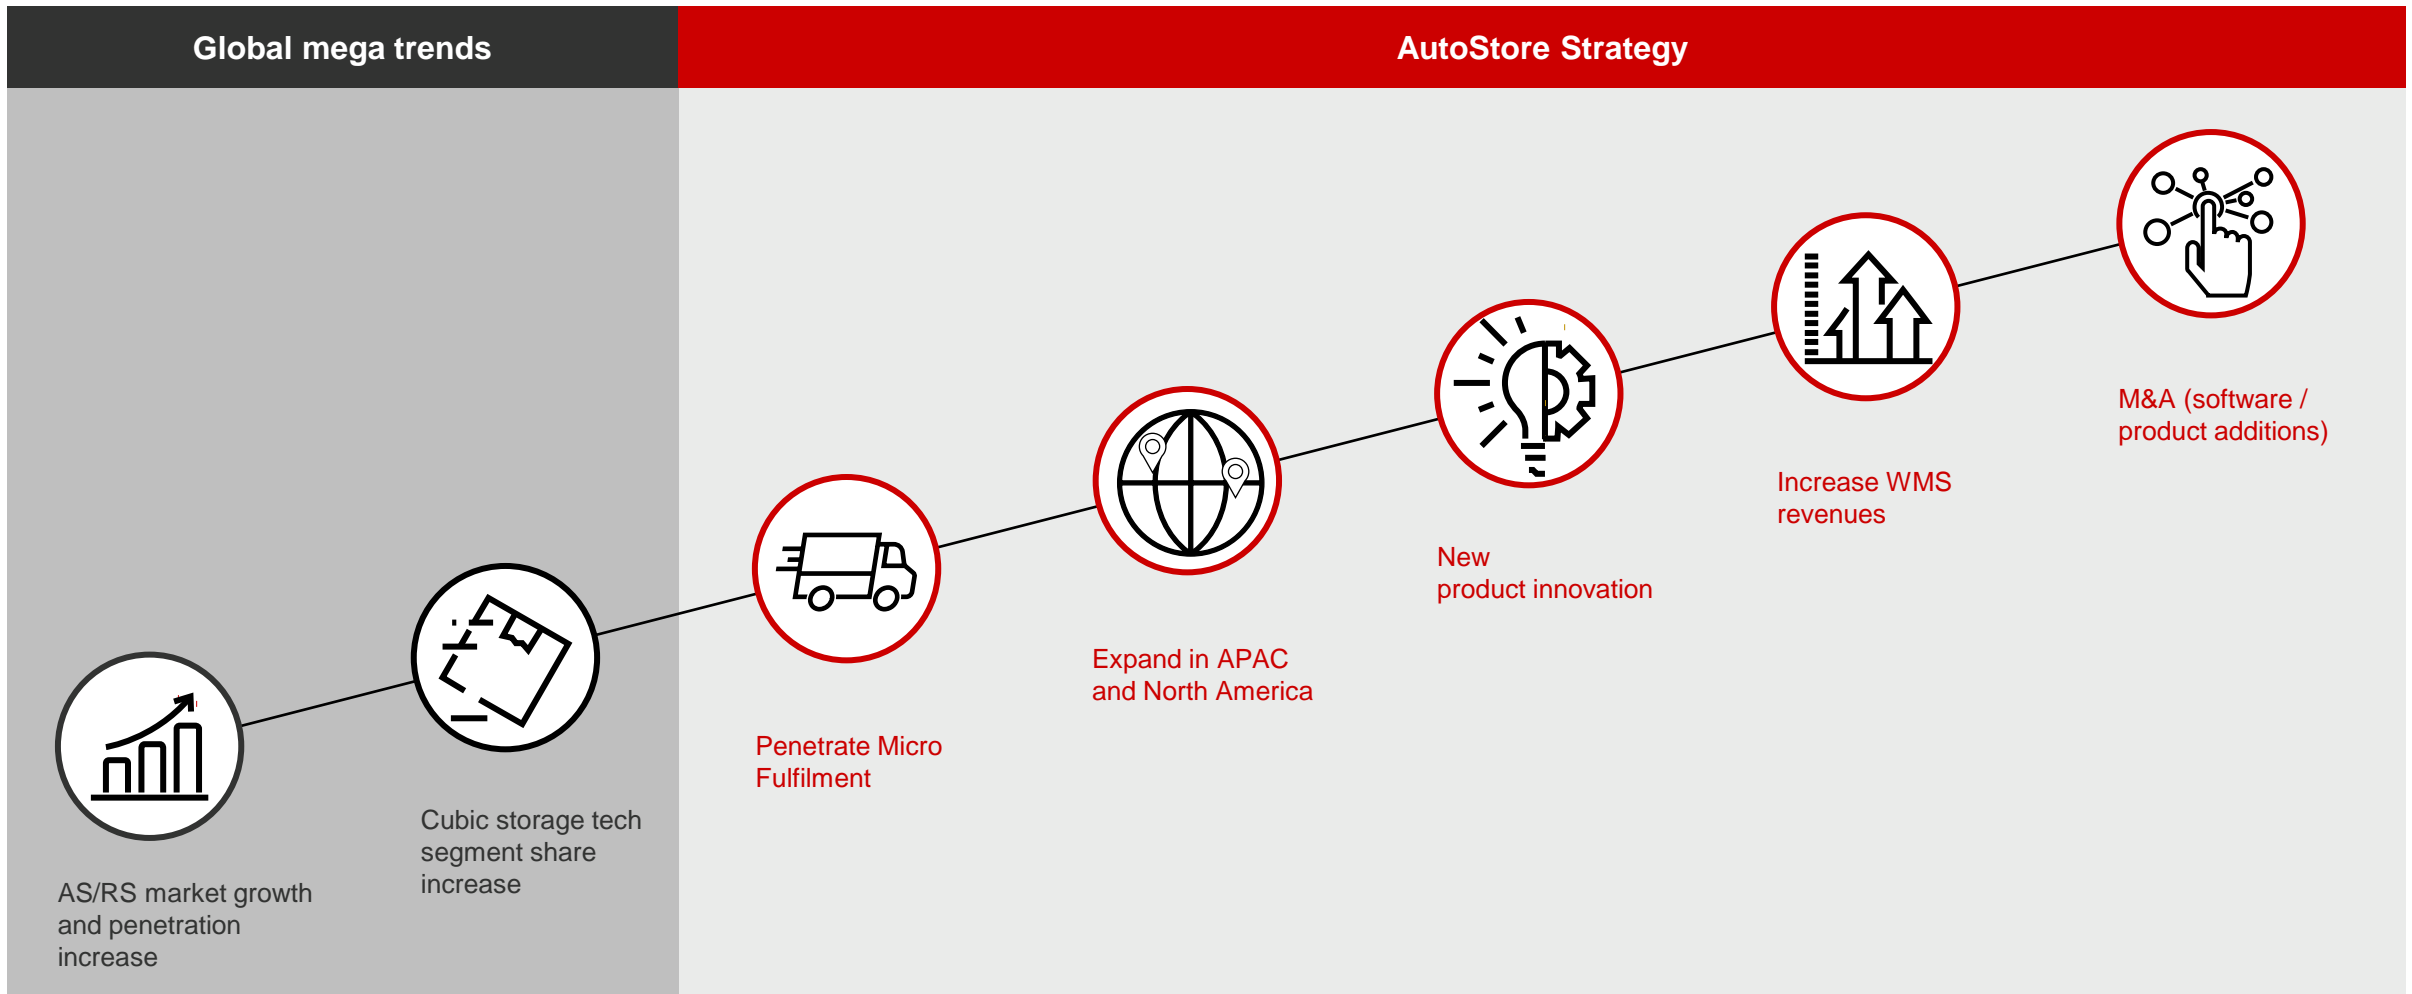 Global mega trends
AutoStore Strategy
AS/RS market growth
and penetration
increase
Cubic storage tech
segment share
increase
Penetrate Micro
Fulfilment
Expand in APAC
and North America
New
product innovation
Increase WMS
revenues
M&A (software /
product additions)